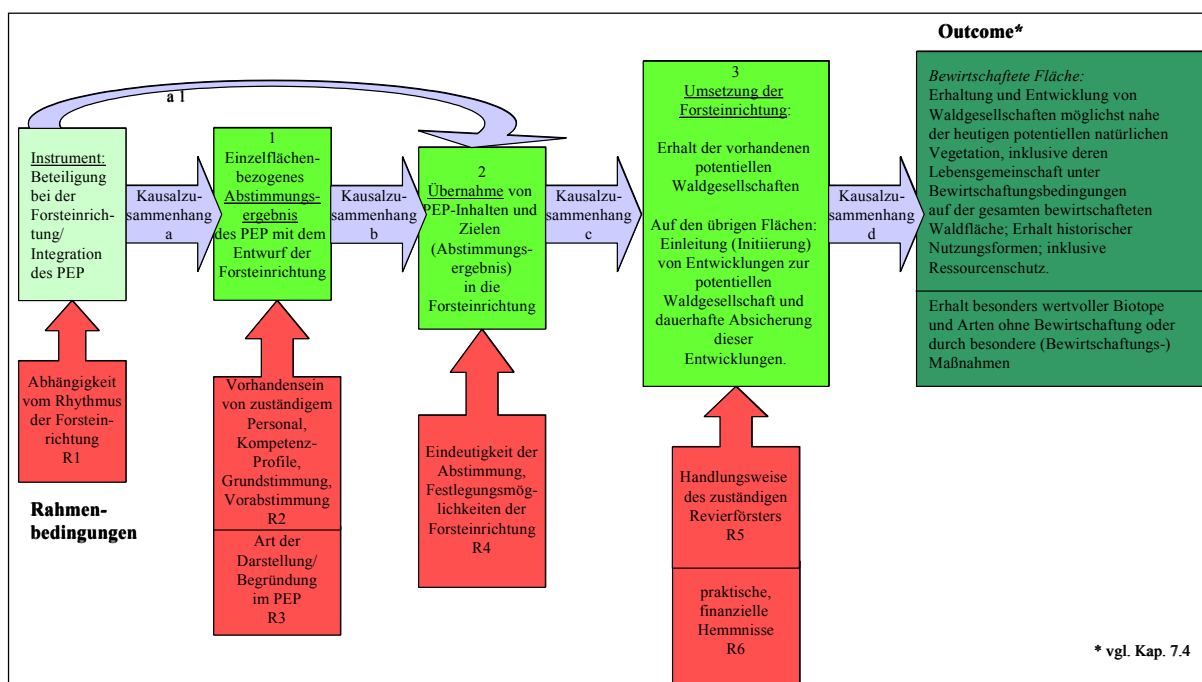 Outcome*
a 1
Instrument:
Beteiligung
bei der
Forsteinrich-
tung/
Integration
des PEP
Kausalzu-
sammenhang
a
1
Einzelflächen-
bezogenes
Abstimmungs-
ergebnis
des PEP mit dem
Entwurf der
Forsteinrichtung
Kausalzu-
sammenhang
b
2
Übernahme von
PEP-Inhalten und
Zielen
(Abstimmungs-
ergebnis)
in die
Forsteinrichtung
Kausalzu-
sammenhang
c
3
Umsetzung der
Forsteinrichtung:
Erhalt der vorhandenen
potentiellen
Waldgesellschaften
Auf den übrigen Flächen:
Einleitung (Initiierung)
von Entwicklungen zur
potentiellen
Waldgesellschaft und
dauerhafte Absicherung
dieser
Entwicklungen.
Kausalzu-
sammenhang
d
Bewirtschaftete Fläche:
Erhaltung und Entwicklung von
Waldgesellschaften möglichst nahe
der heutigen potentiellen natürlichen
Vegetation, inklusive deren
Lebensgemeinschaft unter
Bewirtschaftungsbedingungen
auf der gesamten bewirtschafteten
Waldfläche; Erhalt historischer
Nutzungsformen; inklusive
Ressourcenschutz.
Erhalt besonders wertvoller Biotope
und Arten ohne Bewirtschaftung oder
durch besondere (Bewirtschaftungs-)
Maßnahmen
Abhängigkeit
vom Rhythmus
der Forstein-
richtung
R1
Rahmen-
bedingungen
Vorhandensein
von zuständigem
Personal,
Kompetenz-
Profile,
Grundstimmung,
Vorabstimmung
R2
Art der
Darstellung/
Begründung
im PEP
R3
Eindeutigkeit der
Abstimmung,
Festlegungsmög-
lichkeiten der
Forsteinrichtung
R4
Handlungsweise
des zuständigen
Revierförsters
R5
praktische,
finanzielle
Hemmnisse
R6
* vgl. Kap. 7.4